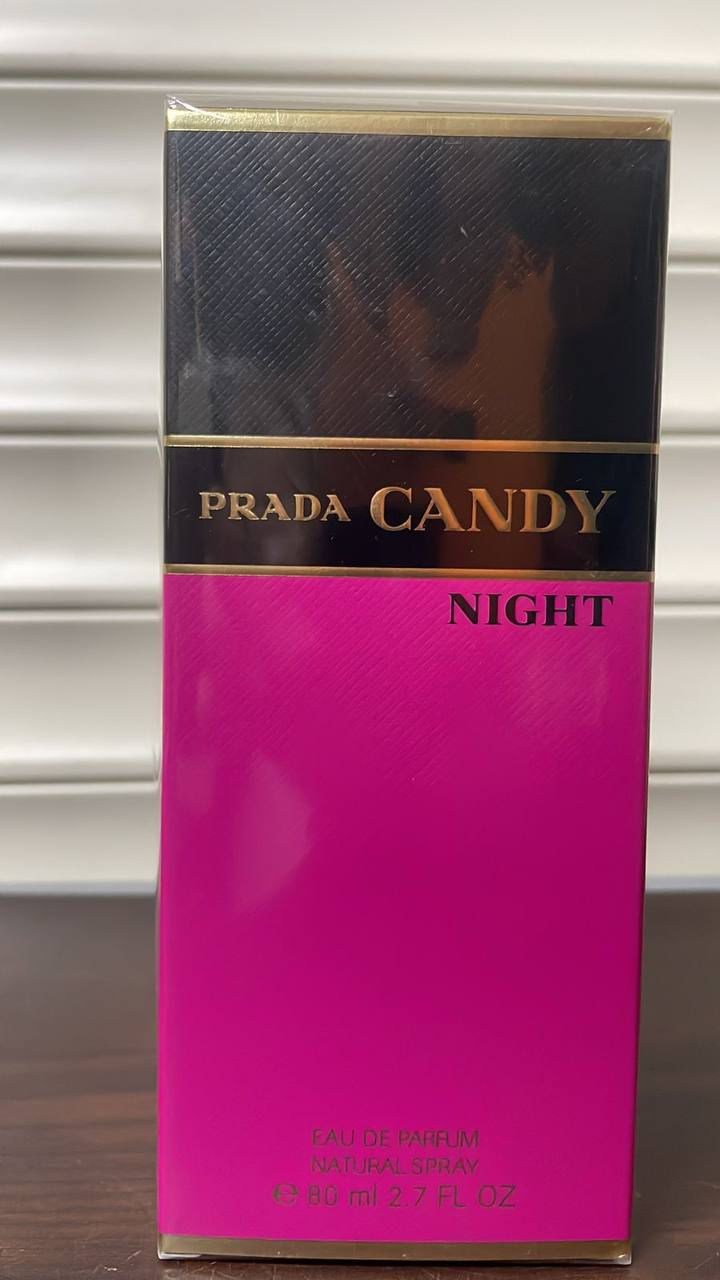 PRADA CANDY
NIGHT
EAU DE PARFUM
NATURAL SPRAY
℮ 80 ml 2.7 FL OZ